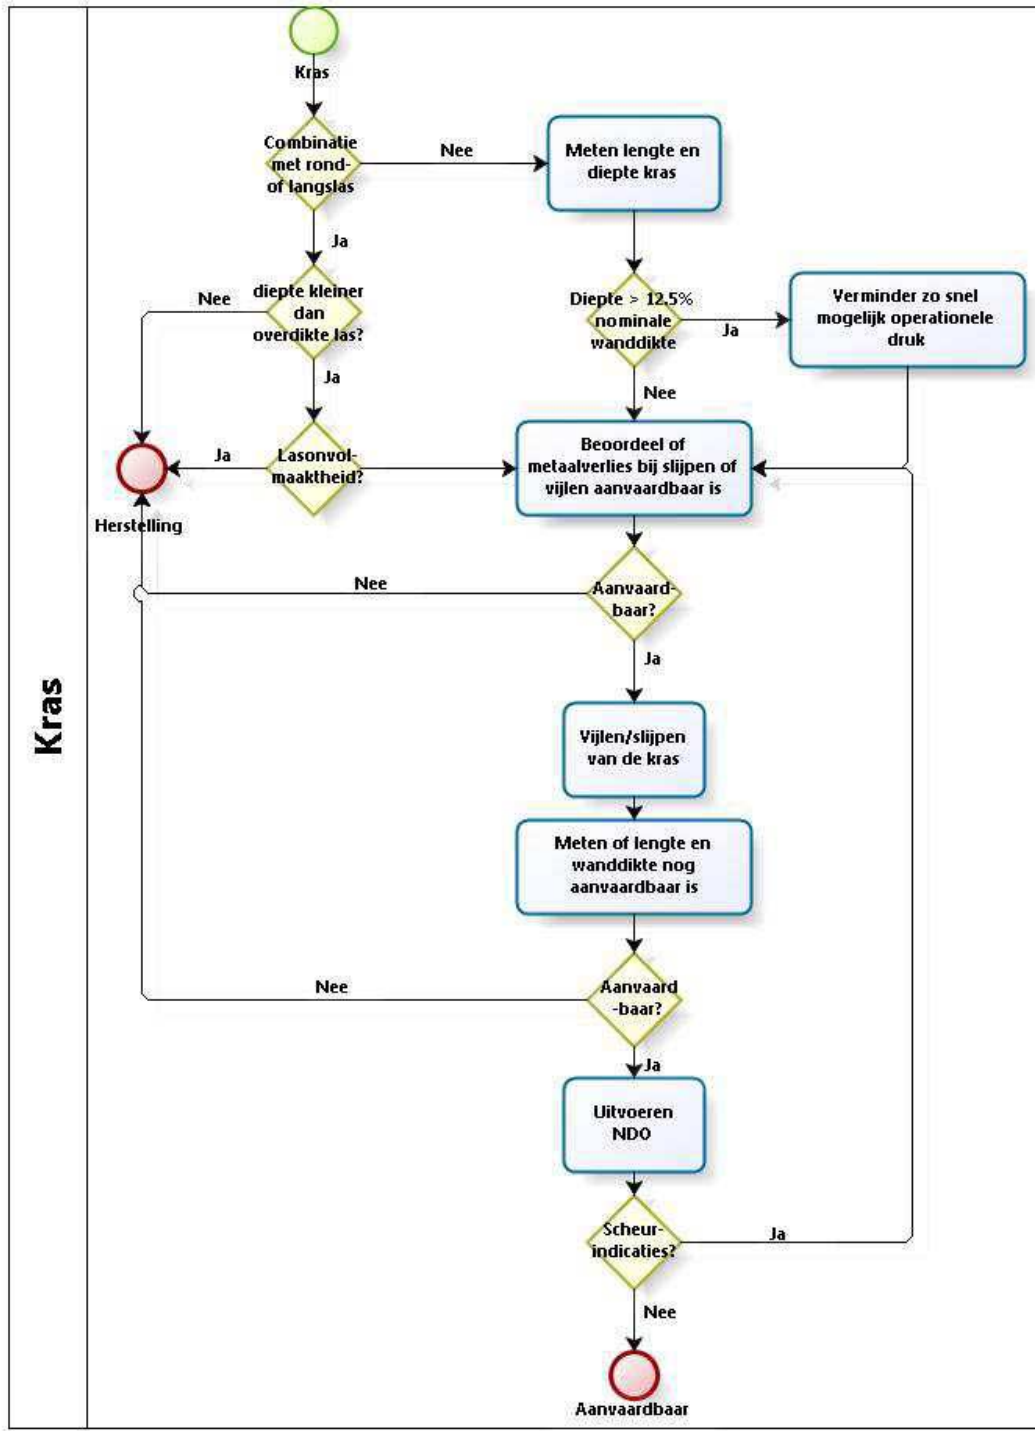 Kras
Kras
Combinatie
met rond-
of langslas
Nee
Meten lengte en
diepte kras
Ja
diepte kleiner
dan
overdikte las?
Nee
Diepte > 12.5%
nominale
wanddikte
Ja
Verminder zo snel
mogelijk operationele
druk
Ja
Nee
Lasonvol-
maaktheid?
Ja
Herstelling
Beoordeel of
metaalverlies bij slijpen of
vijlen aanvaardbaar is
Aanvaard-
baar?
Nee
Ja
Vijlen/slijpen
van de kras
Meten of lengte en
wanddikte nog
aanvaardbaar is
Aanvaard
-baar?
Nee
Ja
Uitvoeren
NDO
Scheur-
indicaties?
Ja
Nee
Aanvaardbaar